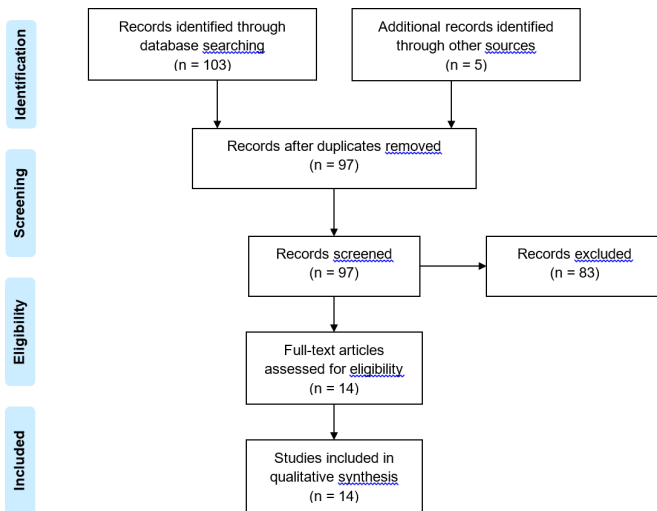 Identification
Records identified through
database searching
(n = 103)
Additional records identified
through other sources
(n = 5)
Records after duplicates removed
(n = 97)
Screening
Records screened
(n = 97)
Records excluded
(n = 83)
Eligibility
Full-text articles
assessed for eligibility
(n = 14)
Included
Studies included in
qualitative synthesis
(n = 14)